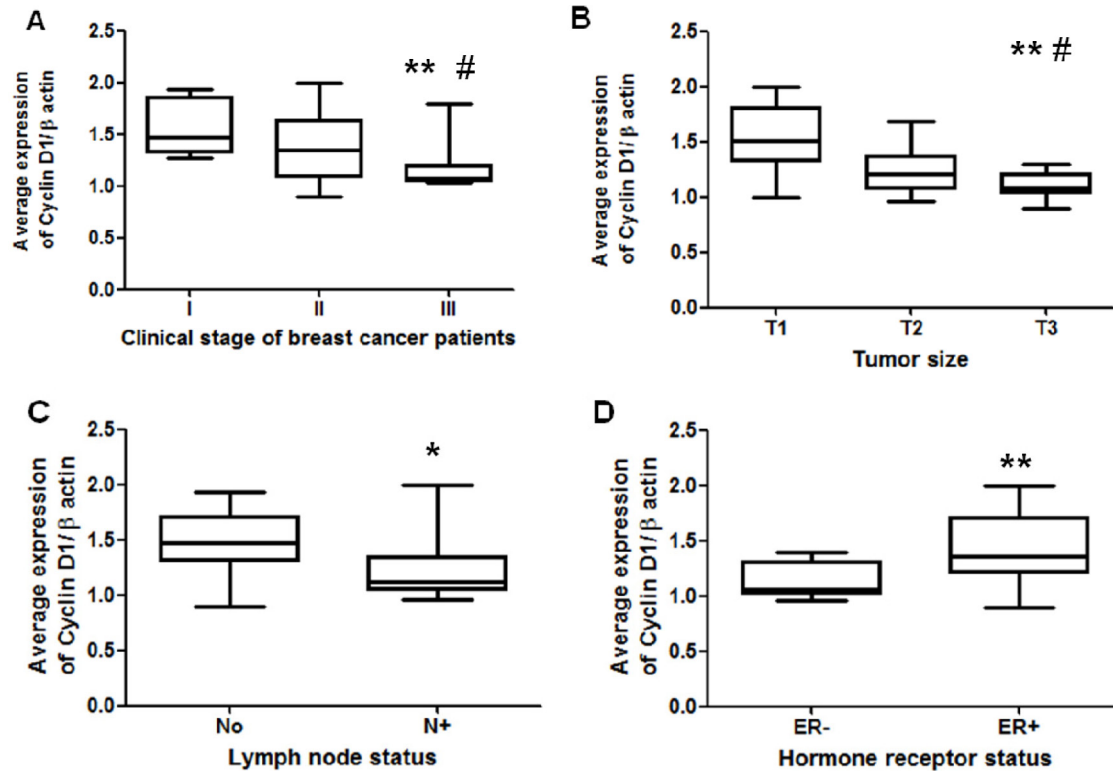 A
Average expression
of Cyclin D1/β actin
2.5
2.0
1.5
1.0
0.5
0.0
** #
I II III
Clinical stage of breast cancer patients
B
Average expression
of Cyclin D1/β actin
2.5
2.0
1.5
1.0
0.5
0.0
** #
T1 T2 T3
Tumor size
C
Average expression
of Cyclin D1/β actin
2.5
2.0
1.5
1.0
0.5
0.0
*
No N+
Lymph node status
D
Average expression
of Cyclin D1/β actin
2.5
2.0
1.5
1.0
0.5
0.0
**
ER- ER+
Hormone receptor status